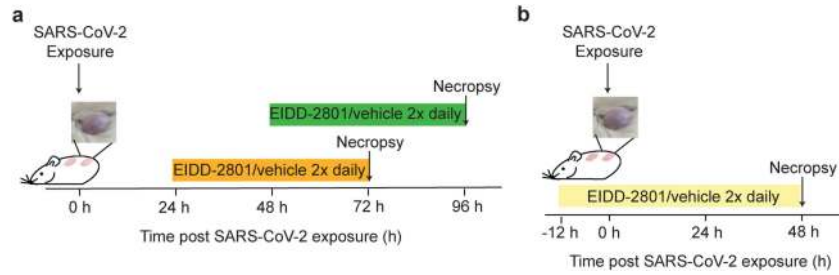 a
SARS-CoV-2
Exposure
Necropsy
EIDD-2801/vehicle 2x daily
Necropsy
EIDD-2801/vehicle 2x daily
0 h 24 h 48 h 72 h 96 h
Time post SARS-CoV-2 exposure (h)
b
SARS-CoV-2
Exposure
Necropsy
EIDD-2801/vehicle 2x daily
-12 h 0 h 24 h 48 h
Time post SARS-CoV-2 exposure (h)